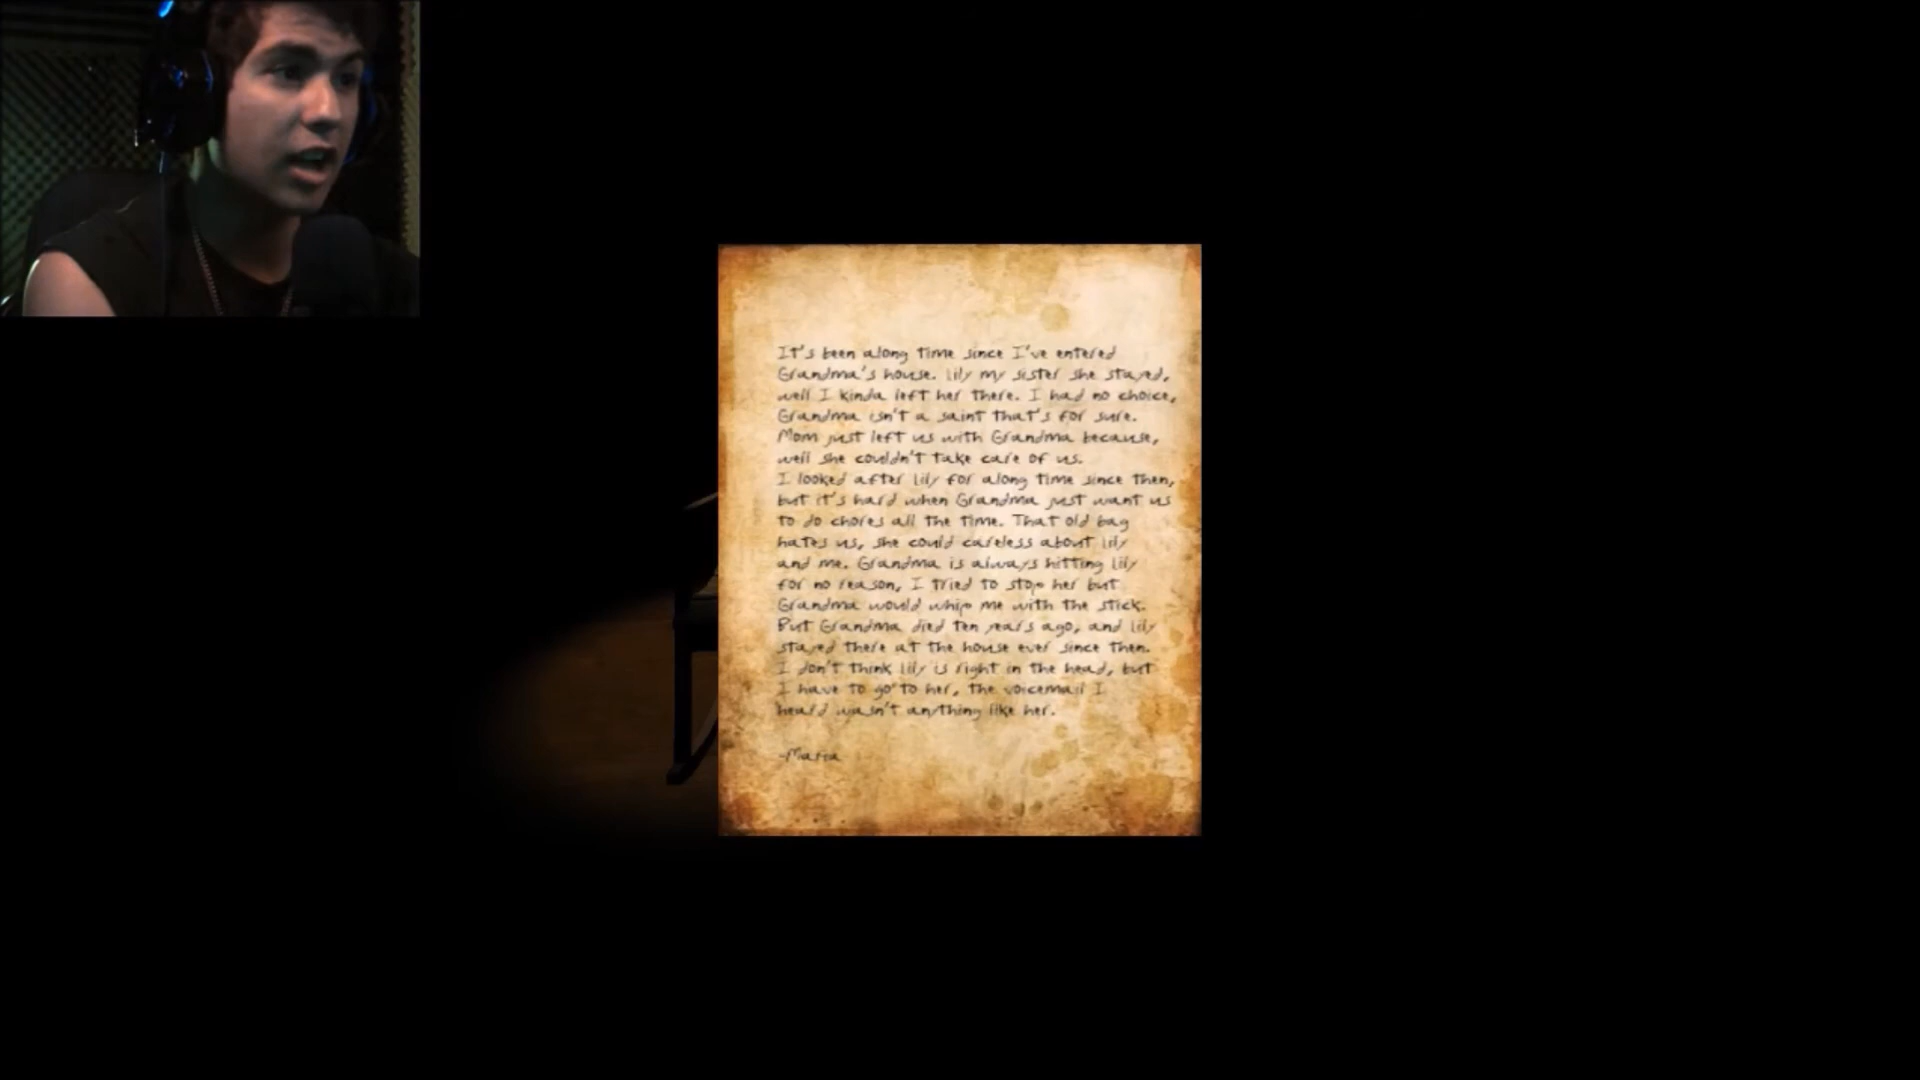 It's been along time since I've entered
Grandma's house. Lily my sister she stayed,
well I kinda left her there. I had no choice,
Grandma isn't a saint that's for sure.
Mom just left us with Grandma because,
well she couldn't take care of us.
I looked after Lily for along time since then,
but it's hard when Grandma just want us
to do chores all the time. That old bag
hates us, she could careless about Lily
and me. Grandma is always hitting Lily
for no reason, I tried to stop her but
Grandma would whip me with the stick.
But Grandma died ten years ago, and Lily
stayed there at the house ever since then.
I don't think Lily is right in the head, but
I have to go to her, the voicemail I
heard wasn't anything like her.
-Maria